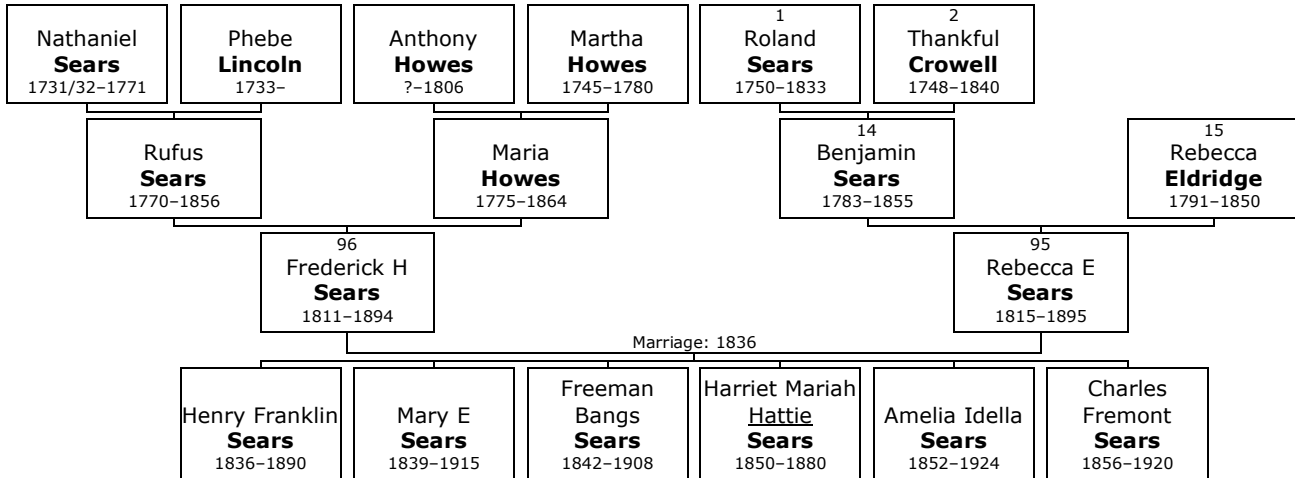 Nathaniel
Sears
1731/32–1771
Phebe
Lincoln
1733–
Anthony
Howes
?–1806
Martha
Howes
1745–1780
1
Roland
Sears
1750–1833
2
Thankful
Crowell
1748–1840
Rufus
Sears
1770–1856
Maria
Howes
1775–1864
14
Benjamin
Sears
1783–1855
15
Rebecca
Eldridge
1791–1850
96
Frederick H
Sears
1811–1894
95
Rebecca E
Sears
1815–1895
Marriage: 1836
Henry Franklin
Sears
1836–1890
Mary E
Sears
1839–1915
Freeman
Bangs
Sears
1842–1908
Harriet Mariah
Hattie
Sears
1850–1880
Amelia Idella
Sears
1852–1924
Charles
Fremont
Sears
1856–1920